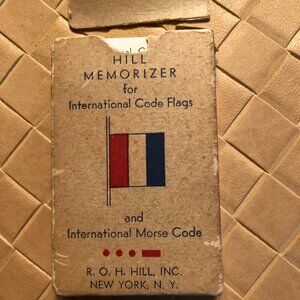 HILL
MEMORIZER
for
International Code Flags
and
International Morse Code
R. O. H. HILL, INC.
NEW YORK, N. Y.